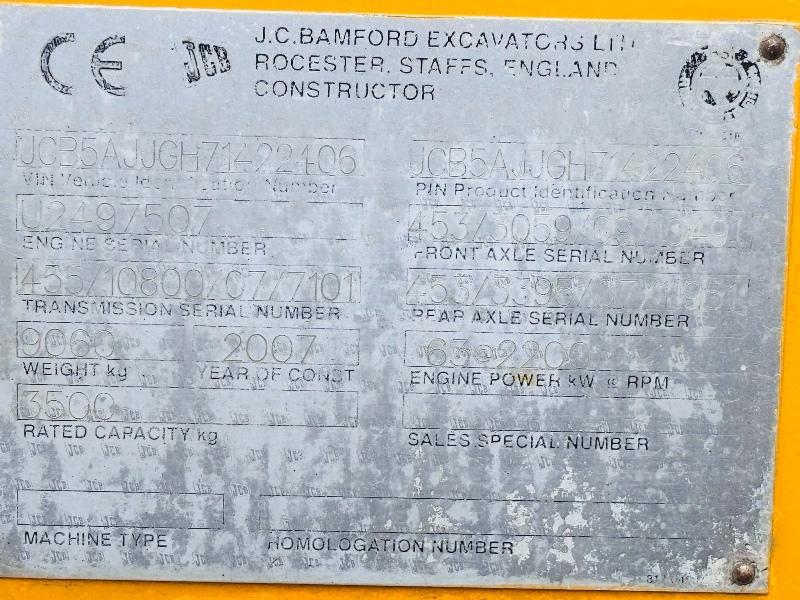 CE JCB J.C.BAMFORD EXCAVATORS LTD
ROCESTER, STAFFS, ENGLAND
CONSTRUCTOR
JCB5AJJGH71422406 JCB5AJJGH71422406
VIN Vehicle Identification Number PIN Product Identification Number
U2497507
ENGINE SERIAL NUMBER FRONT AXLE SERIAL NUMBER
455/10800/07/7101
TRANSMISSION SERIAL NUMBER REAR AXLE SERIAL NUMBER
9060 2007 63@2200
WEIGHT kg YEAR OF CONST ENGINE POWER kW @ RPM
3500
RATED CAPACITY kg SALES SPECIAL NUMBER
MACHINE TYPE HOMOLOGATION NUMBER